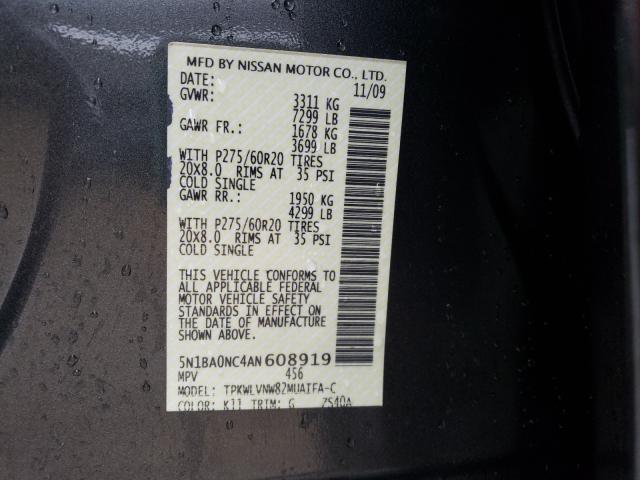 MFD BY NISSAN MOTOR CO., LTD.
DATE: 11/09
GVWR: 3311 KG
7299 LB
GAWR FR.: 1678 KG
3699 LB
WITH P275/60R20 TIRES
20X8.0 RIMS AT 35 PSI
COLD SINGLE
GAWR RR.: 1950 KG
4299 LB
WITH P275/60R20 TIRES
20X8.0 RIMS AT 35 PSI
COLD SINGLE
THIS VEHICLE CONFORMS TO
ALL APPLICABLE FEDERAL
MOTOR VEHICLE SAFETY
STANDARDS IN EFFECT ON
THE DATE OF MANUFACTURE
SHOWN ABOVE.
5N1BA0NC4AN608919
MPV 456
MODEL: TPKWLVNW82MUAIFA-C
COLOR: K11 TRIM: G ZS40A